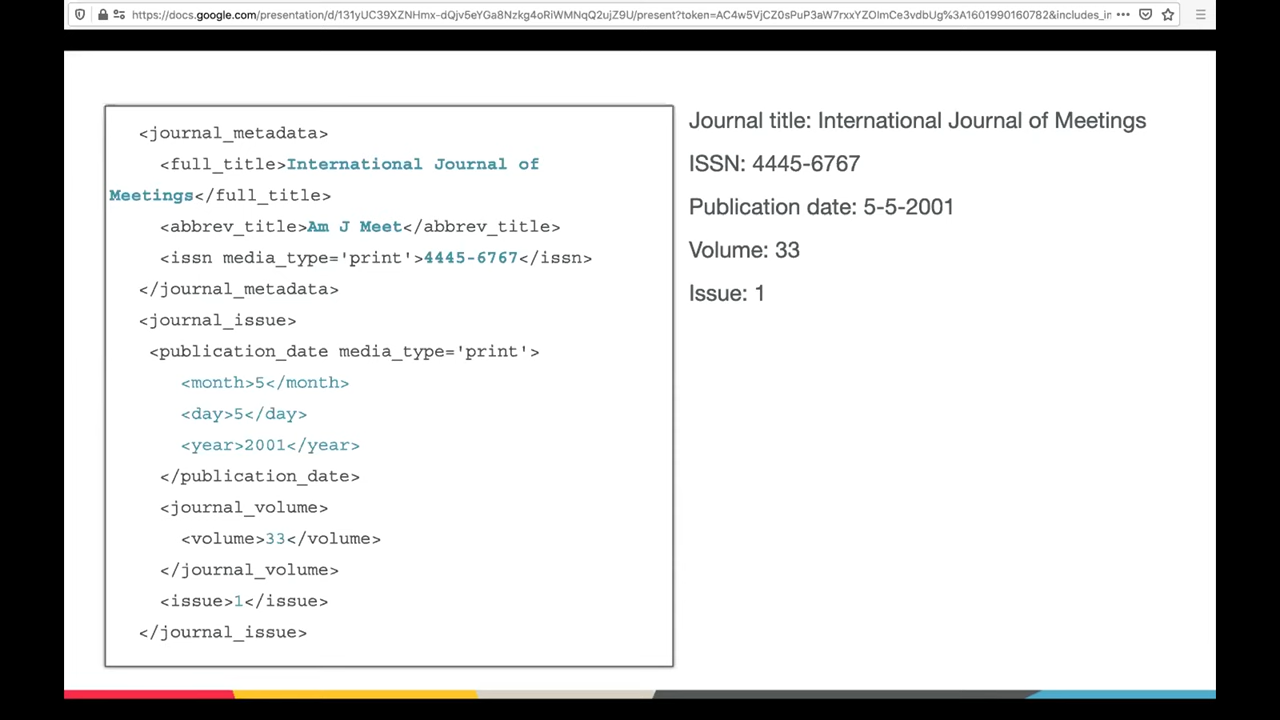 https://docs.google.com/presentation/d/131yUC39XZNHmx-dQjv5eYGa8Nzkg4oRiWMNqQ2ujZ9U/present?token=AC4w5VjCZ0sPuP3aW7rxxYZOlmCe3vdbUg%3A1601990160782&includes_in
<journal_metadata>
<full_title>International Journal of
Meetings</full_title>
<abbrev_title>Am J Meet</abbrev_title>
<issn media_type='print'>4445-6767</issn>
</journal_metadata>
<journal_issue>
<publication_date media_type='print'>
<month>5</month>
<day>5</day>
<year>2001</year>
</publication_date>
<journal_volume>
<volume>33</volume>
</journal_volume>
<issue>1</issue>
</journal_issue>
Journal title: International Journal of Meetings
ISSN: 4445-6767
Publication date: 5-5-2001
Volume: 33
Issue: 1